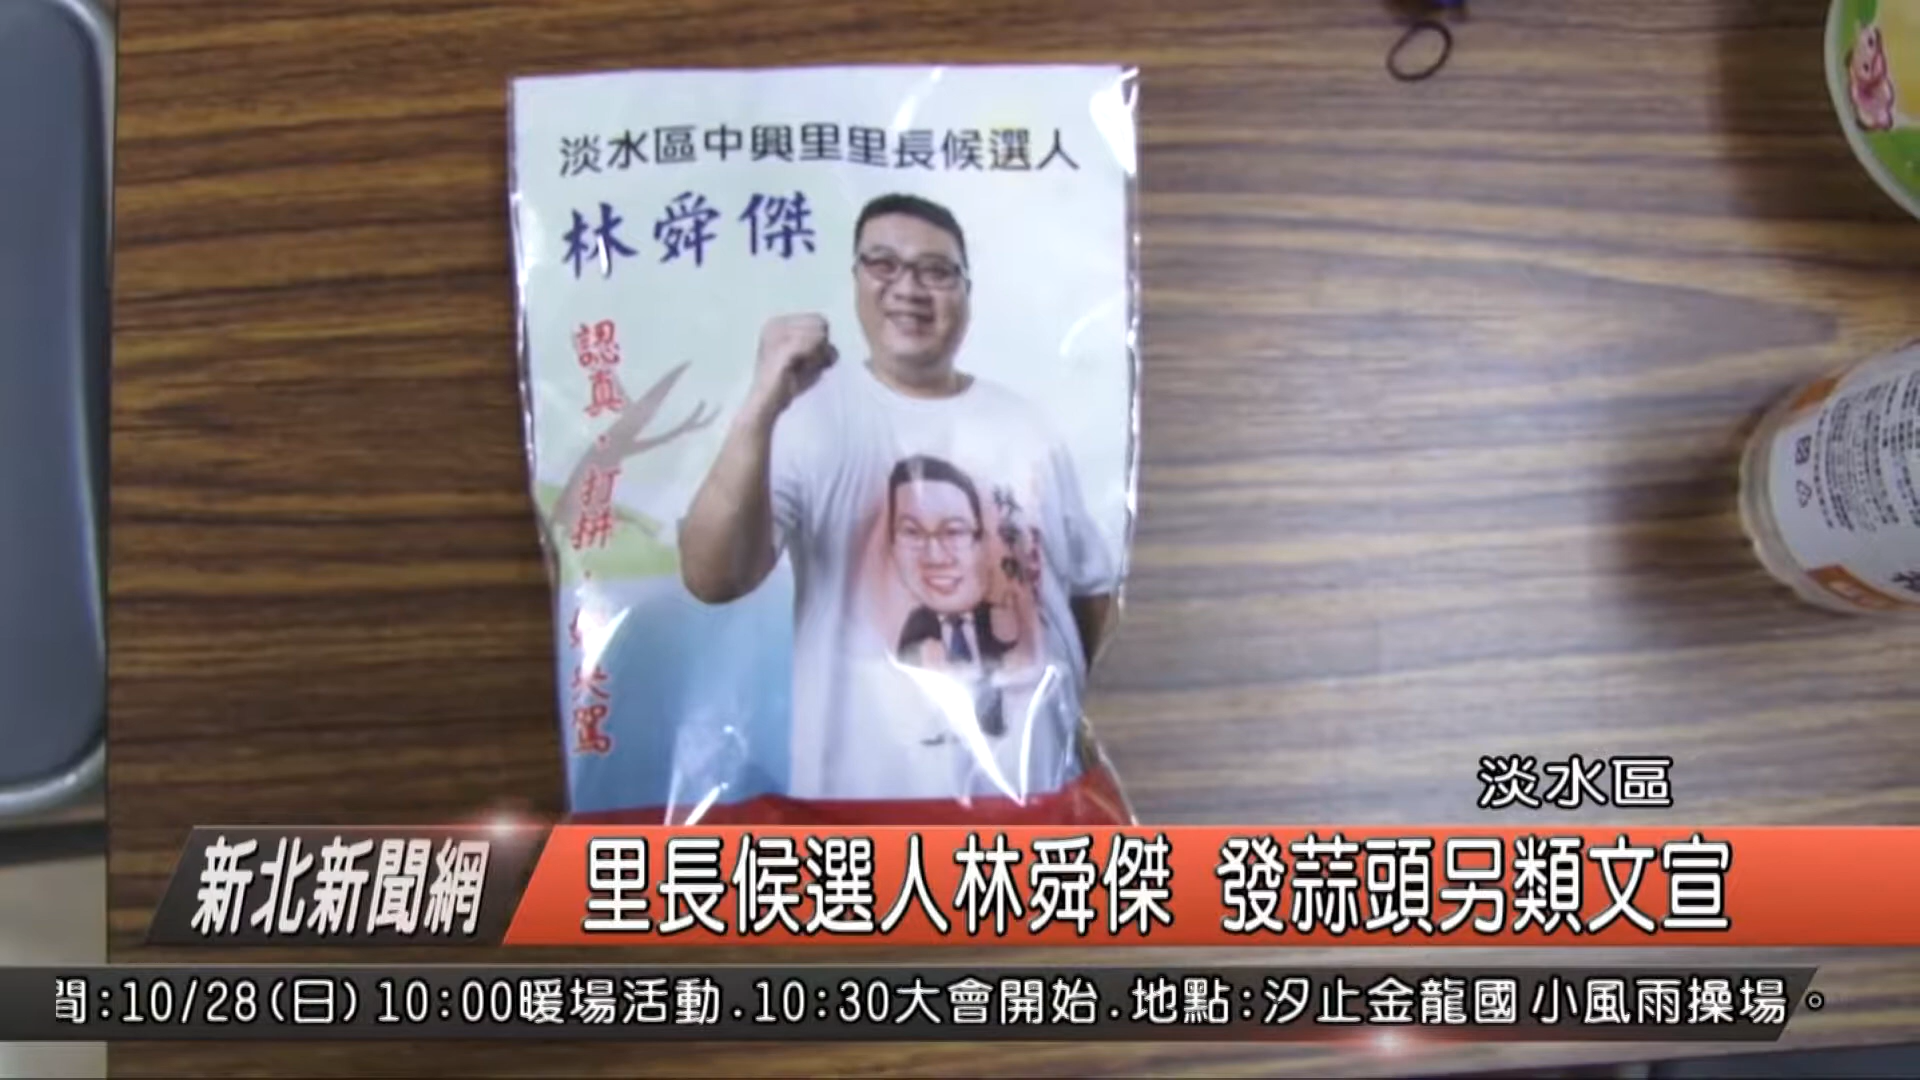 淡水區中興里里長候選人
林舜傑
認真．打拚．
淡水區
新北新聞網
里長候選人林舜傑 發蒜頭另類文宣
間:10/28(日) 10:00暖場活動.10:30大會開始.地點:汐止金龍國小風雨操場。